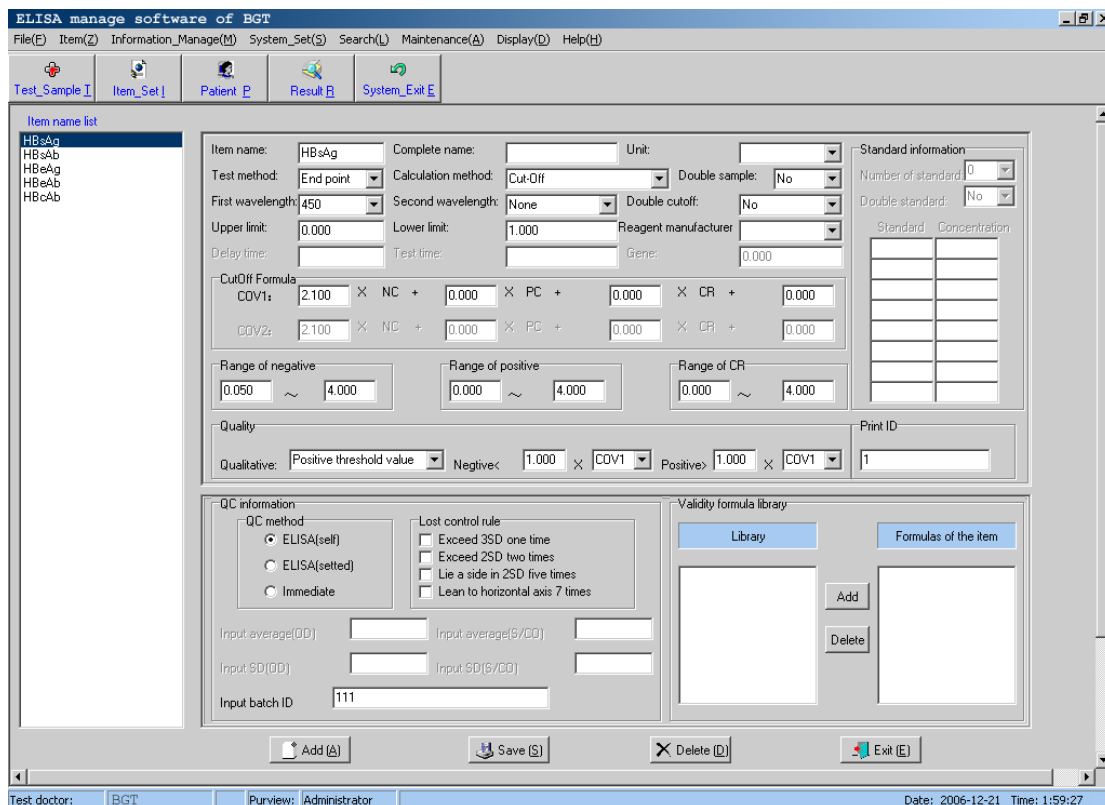 ELISA manage software of BGT
File(F) Item(Z) Information_Manage(M) System_Set(S) Search(L) Maintenance(A) Display(D) Help(H)
Test_Sample T Item_Set I Patient P Result R System_Exit E
Item name list
HBsAg
HBsAb
HBeAg
HBeAb
HBcAb
Item name: HBsAg Complete name: Unit:
Test method: End point Calculation method: Cut-Off Double sample: No
First wavelength: 450 Second wavelength: None Double cutoff: No
Upper limit: 0.000 Lower limit: 1.000 Reagent manufacturer
Delay time: Test time: Gene: 0.000
Standard information
Number of standard: 0
Double standard: No
Standard Concentration
CutOff Formula
COV1: 2.100 X NC + 0.000 X PC + 0.000 X CR + 0.000
COV2: 2.100 X NC + 0.000 X PC + 0.000 X CR + 0.000
Range of negative Range of positive Range of CR
0.050 ~ 4.000 0.000 ~ 4.000 0.000 ~ 4.000
Quality
Qualitative: Positive threshold value Negtive< 1.000 X COV1 Positive> 1.000 X COV1
Print ID
1
QC information
QC method
ELISA(self)
ELISA(setted)
Immediate
Lost control rule
Exceed 3SD one time
Exceed 2SD two times
Lie a side in 2SD five times
Lean to horizontal axis 7 times
Input average(OD) Input average(S/CO)
Input SD(OD) Input SD(S/CO)
Input batch ID 111
Validity formula library
Library Formulas of the item
Add
Delete
Add (A) Save (S) Delete (D) Exit (E)
Test doctor: BGT Purview: Administrator Date: 2006-12-21 Time: 1:59:27